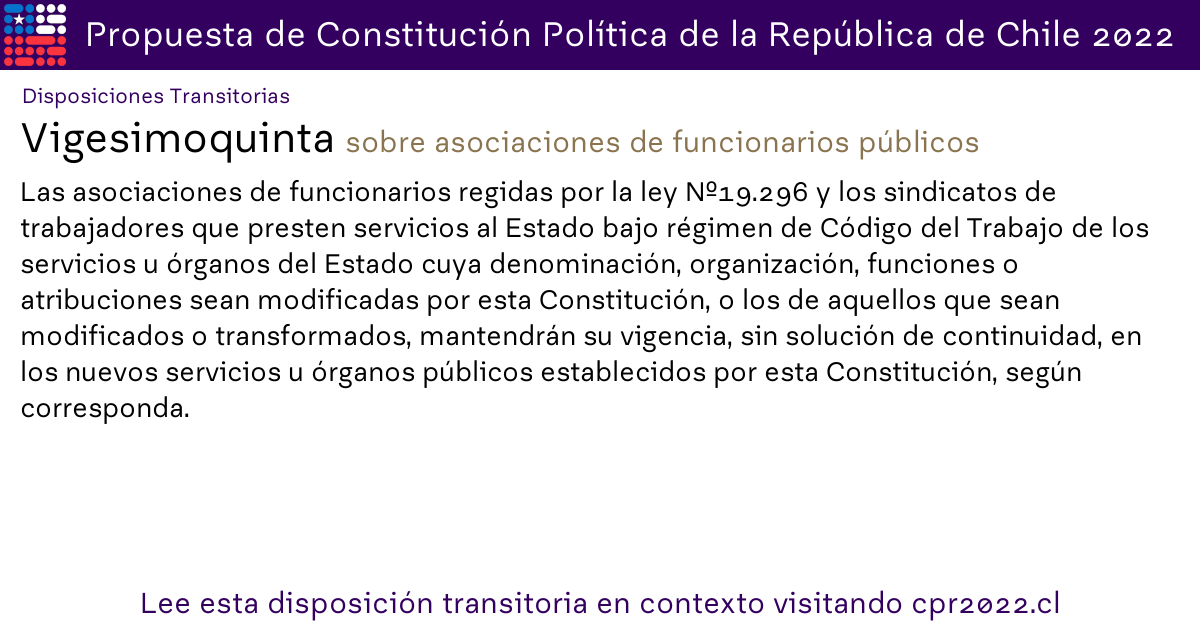 Propuesta de Constitución Política de la República de Chile 2022
Disposiciones Transitorias
Vigesimoquinta sobre asociaciones de funcionarios públicos
Las asociaciones de funcionarios regidas por la ley Nº19.296 y los sindicatos de
trabajadores que presten servicios al Estado bajo régimen de Código del Trabajo de los
servicios u órganos del Estado cuya denominación, organización, funciones o
atribuciones sean modificadas por esta Constitución, o los de aquellos que sean
modificados o transformados, mantendrán su vigencia, sin solución de continuidad, en
los nuevos servicios u órganos públicos establecidos por esta Constitución, según
corresponda.
Lee esta disposición transitoria en contexto visitando cpr2022.cl